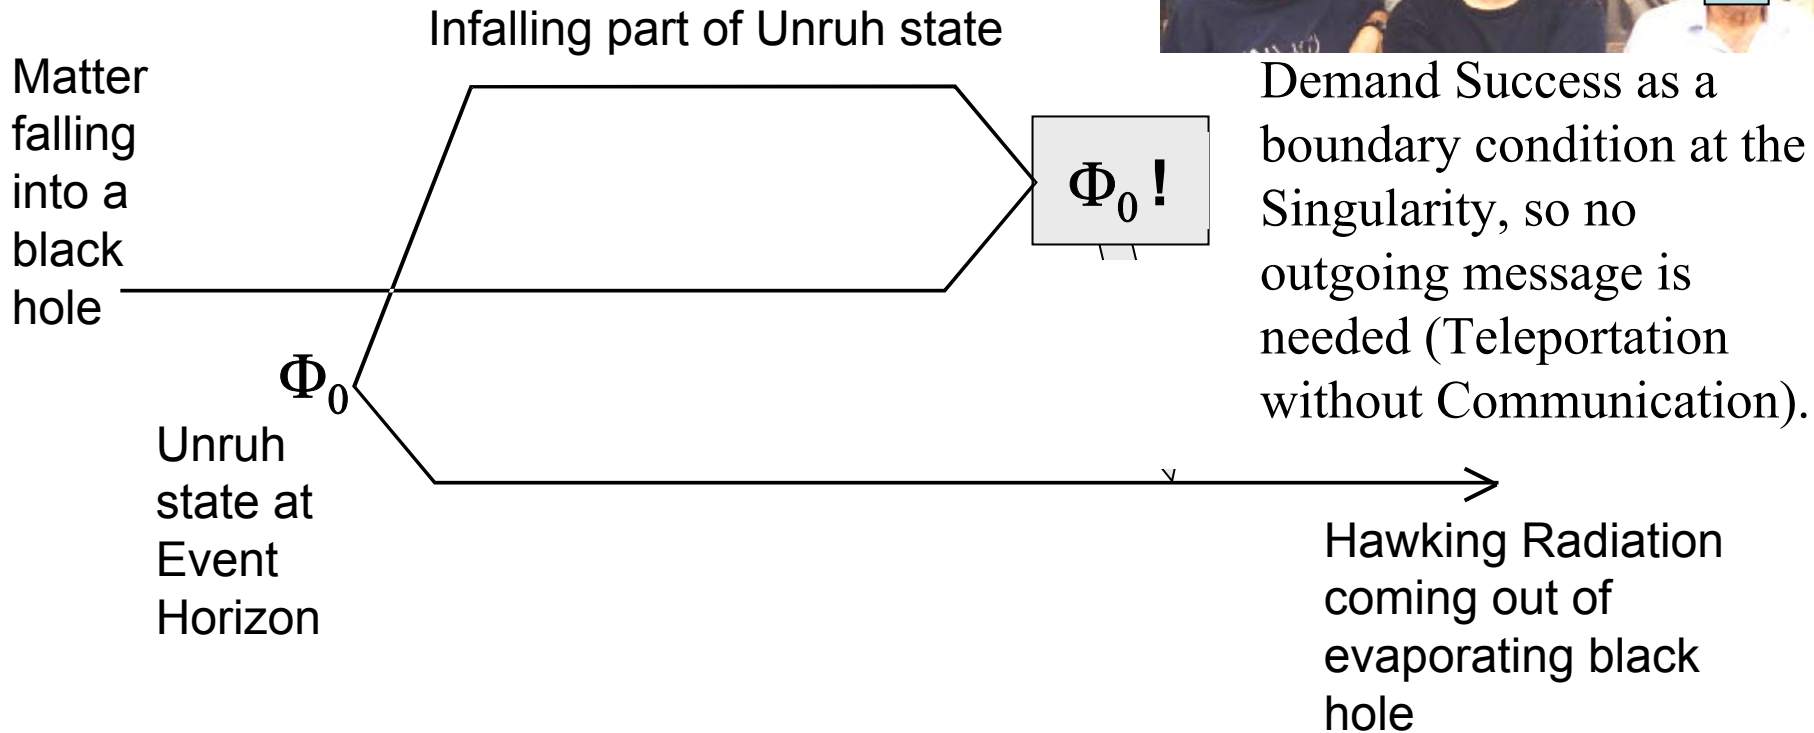 Infalling part of Unruh state
Matter
falling
into a
black
hole
Φ0 !
Demand Success as a
boundary condition at the
Singularity, so no
outgoing message is
needed (Teleportation
without Communication).
Φ0
Unruh
state at
Event
Horizon
Hawking Radiation
coming out of
evaporating black
hole